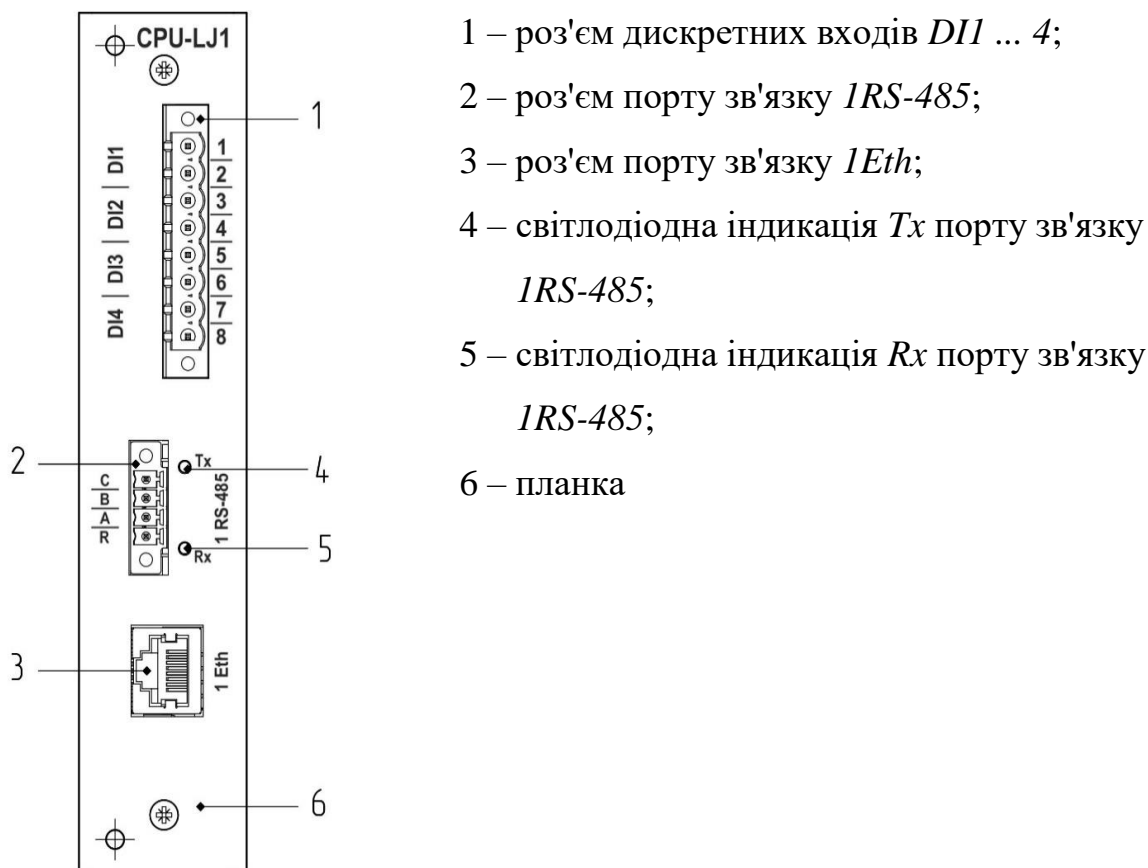 CPU-LJ1
1
DI1 | DI2 | DI3 | DI4
1
2
3
4
5
6
7
8
2
C
B
A
R
Tx
Rx
1 RS-485
4
5
3
1 Eth
6
1 – роз'єм дискретних входів DI1 ... 4;
2 – роз'єм порту зв'язку 1RS-485;
3 – роз'єм порту зв'язку 1Eth;
4 – світлодіодна індикація Tx порту зв'язку
1RS-485;
5 – світлодіодна індикація Rx порту зв'язку
1RS-485;
6 – планка